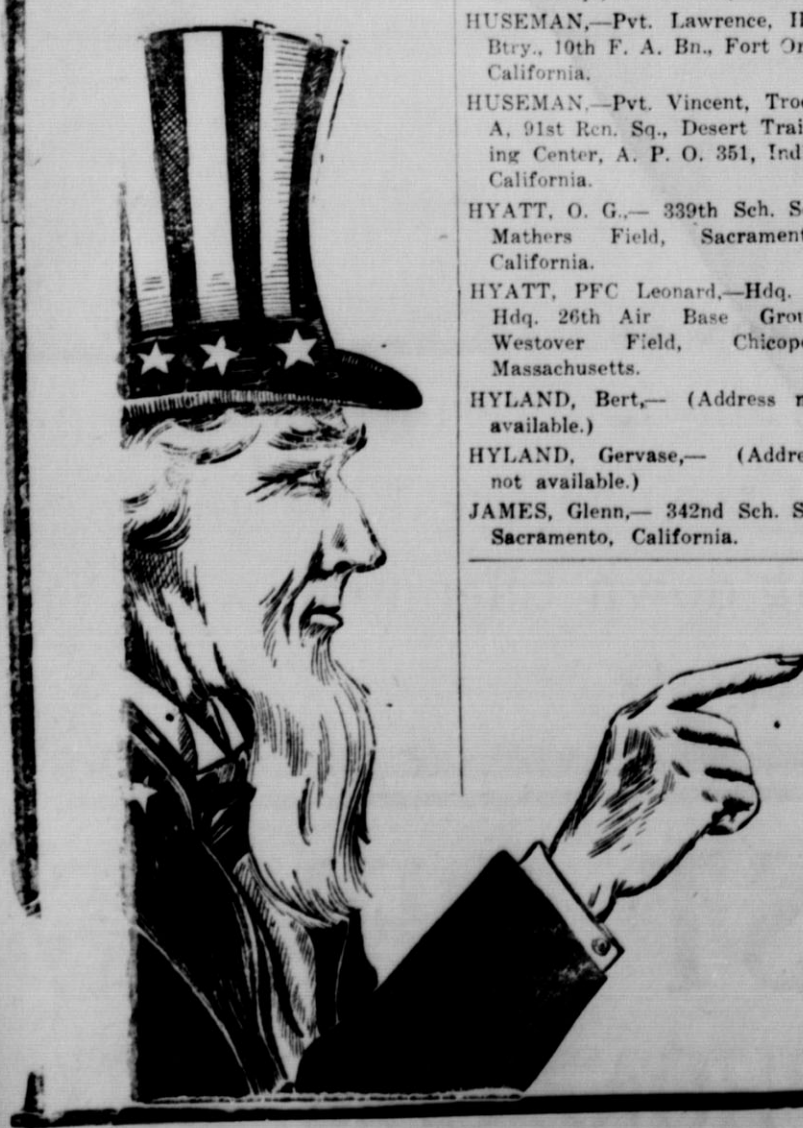 HUSEMAN,—Pvt. Lawrence,
Btry., 10th F. A. Bn., Fort
California.
HUSEMAN,—Pvt. Vincent,
A, 91st Rcn. Sq., Desert
ing Center, A. P. O. 351,
California.
HYATT, O. G.,— 339th Sch.
Mathers Field,
California.
HYATT, PFC Leonard,—Hdq.
Hdq. 26th Air Base
Westover Field,
Massachusetts.
HYLAND, Bert,— (Address
available.)
HYLAND, Gervase,—
not available.)
JAMES, Glenn,— 342nd Sch.
Sacramento, California.